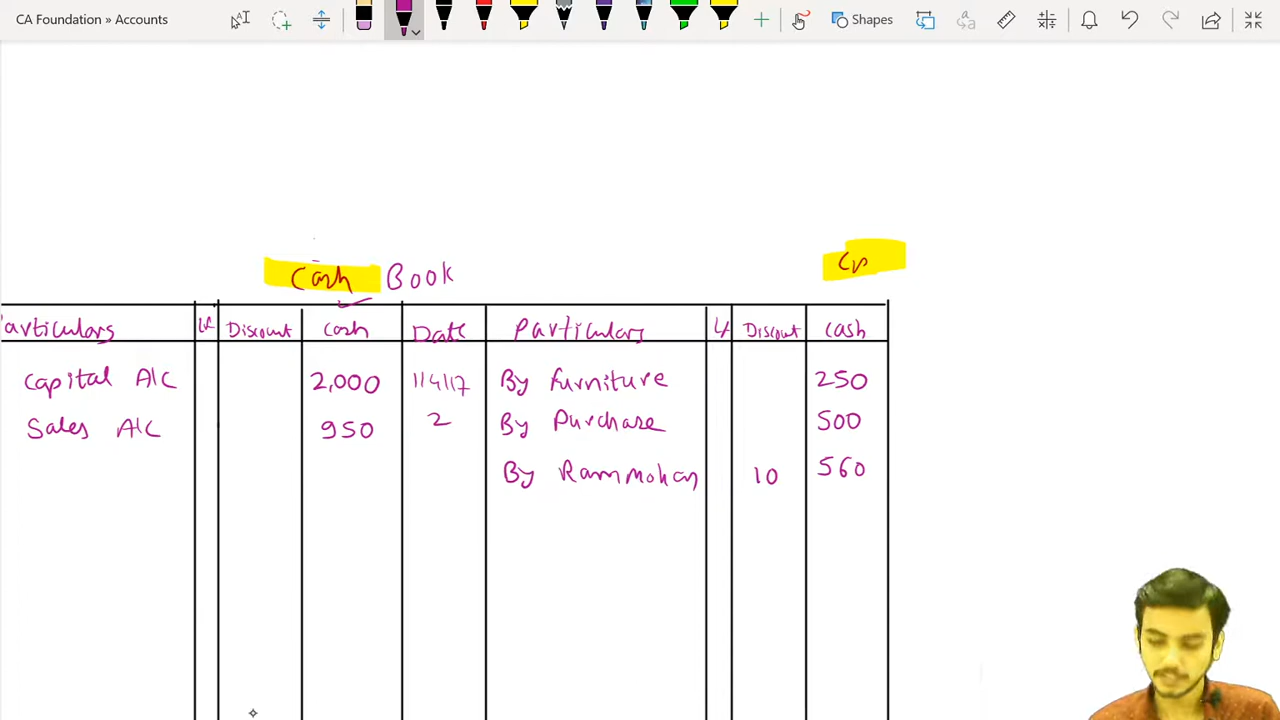 CA Foundation » Accounts
Shapes
Cash Book
Cr
articulars L.F Discount Cash Date Particulars L.F Discout Cash
Capital A/C 2,000 1/4/17 By Furniture 250
Sales A/C 950 2 By Purchase 500
By Rammohan 10 560